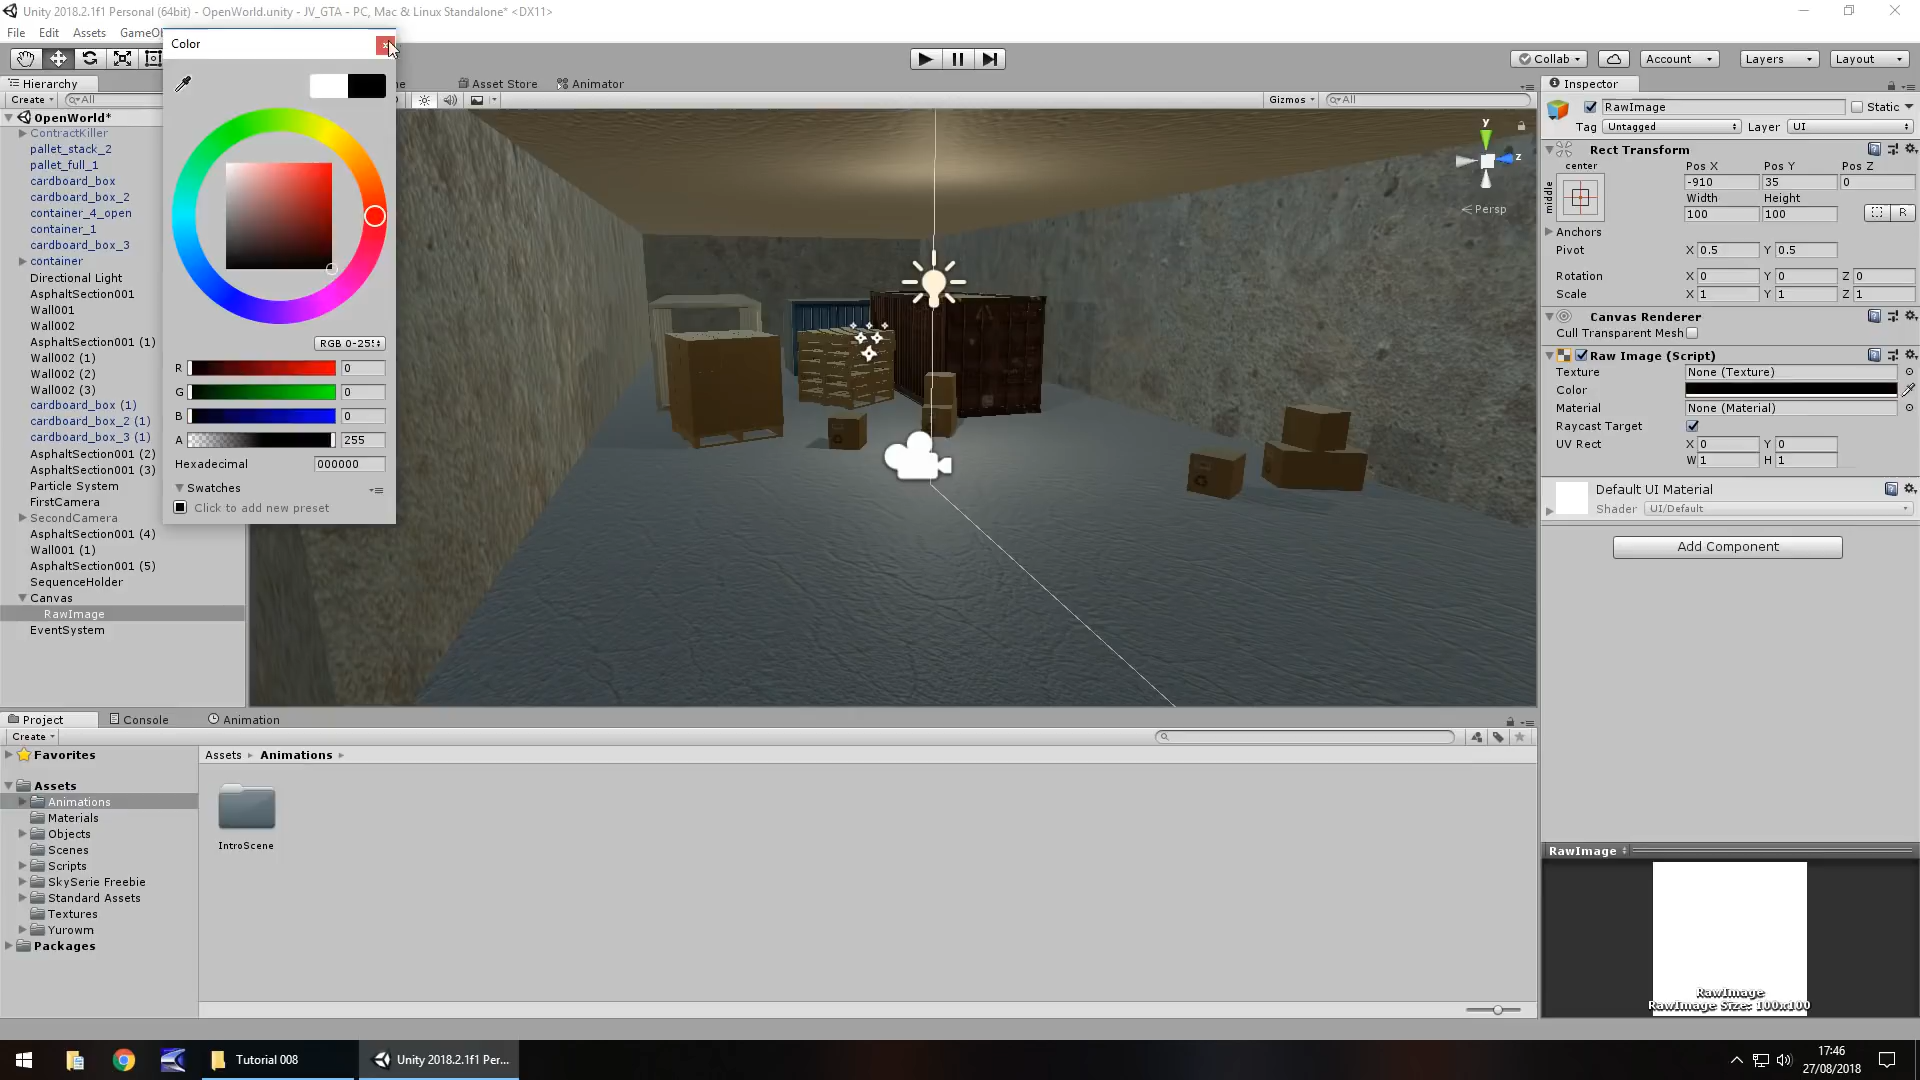 Unity 2018.2.1f1 Personal (64bit) - OpenWorld.unity - JV_GTA - PC, Mac & Linux Standalone* <DX11>
File Edit Assets GameOb
Color
Collab Account Layers Layout
Hierarchy
Asset Store Animator
Inspector
Create All
Gizmos All
OpenWorld*
ContractKiller
pallet_stack_2
pallet_full_1
cardboard_box
cardboard_box_2
container_4_open
container_1
cardboard_box_3
container
Directional Light
AsphaltSection001
Wall001
Wall002
AsphaltSection001 (1)
Wall002 (1)
Wall002 (2)
Wall002 (3)
cardboard_box (1)
cardboard_box_2 (1)
cardboard_box_3 (1)
AsphaltSection001 (2)
AsphaltSection001 (3)
Particle System
FirstCamera
SecondCamera
AsphaltSection001 (4)
Wall001 (1)
AsphaltSection001 (5)
SequenceHolder
Canvas
RawImage
EventSystem
RGB 0-255
R 0
G 0
B 0
A 255
Hexadecimal 000000
Swatches
Click to add new preset
y
z
Persp
RawImage Static
Tag Untagged Layer UI
Rect Transform
center
middle
Pos X Pos Y Pos Z
-910 35 0
Width Height
100 100 R
Anchors
Pivot X 0.5 Y 0.5
Rotation X 0 Y 0 Z 0
Scale X 1 Y 1 Z 1
Canvas Renderer
Cull Transparent Mesh
Raw Image (Script)
Texture None (Texture)
Color
Material None (Material)
Raycast Target
UV Rect X 0 Y 0
W 1 H 1
Default UI Material
Shader UI/Default
Add Component
Project Console Animation
Create
Favorites
Assets
Animations
Materials
Objects
Scenes
Scripts
SkySerie Freebie
Standard Assets
Textures
Yurowm
Packages
Assets Animations
IntroScene
RawImage
RawImage
RawImage Size: 100x100
Tutorial 008
Unity 2018.2.1f1 Per...
17:46
27/08/2018